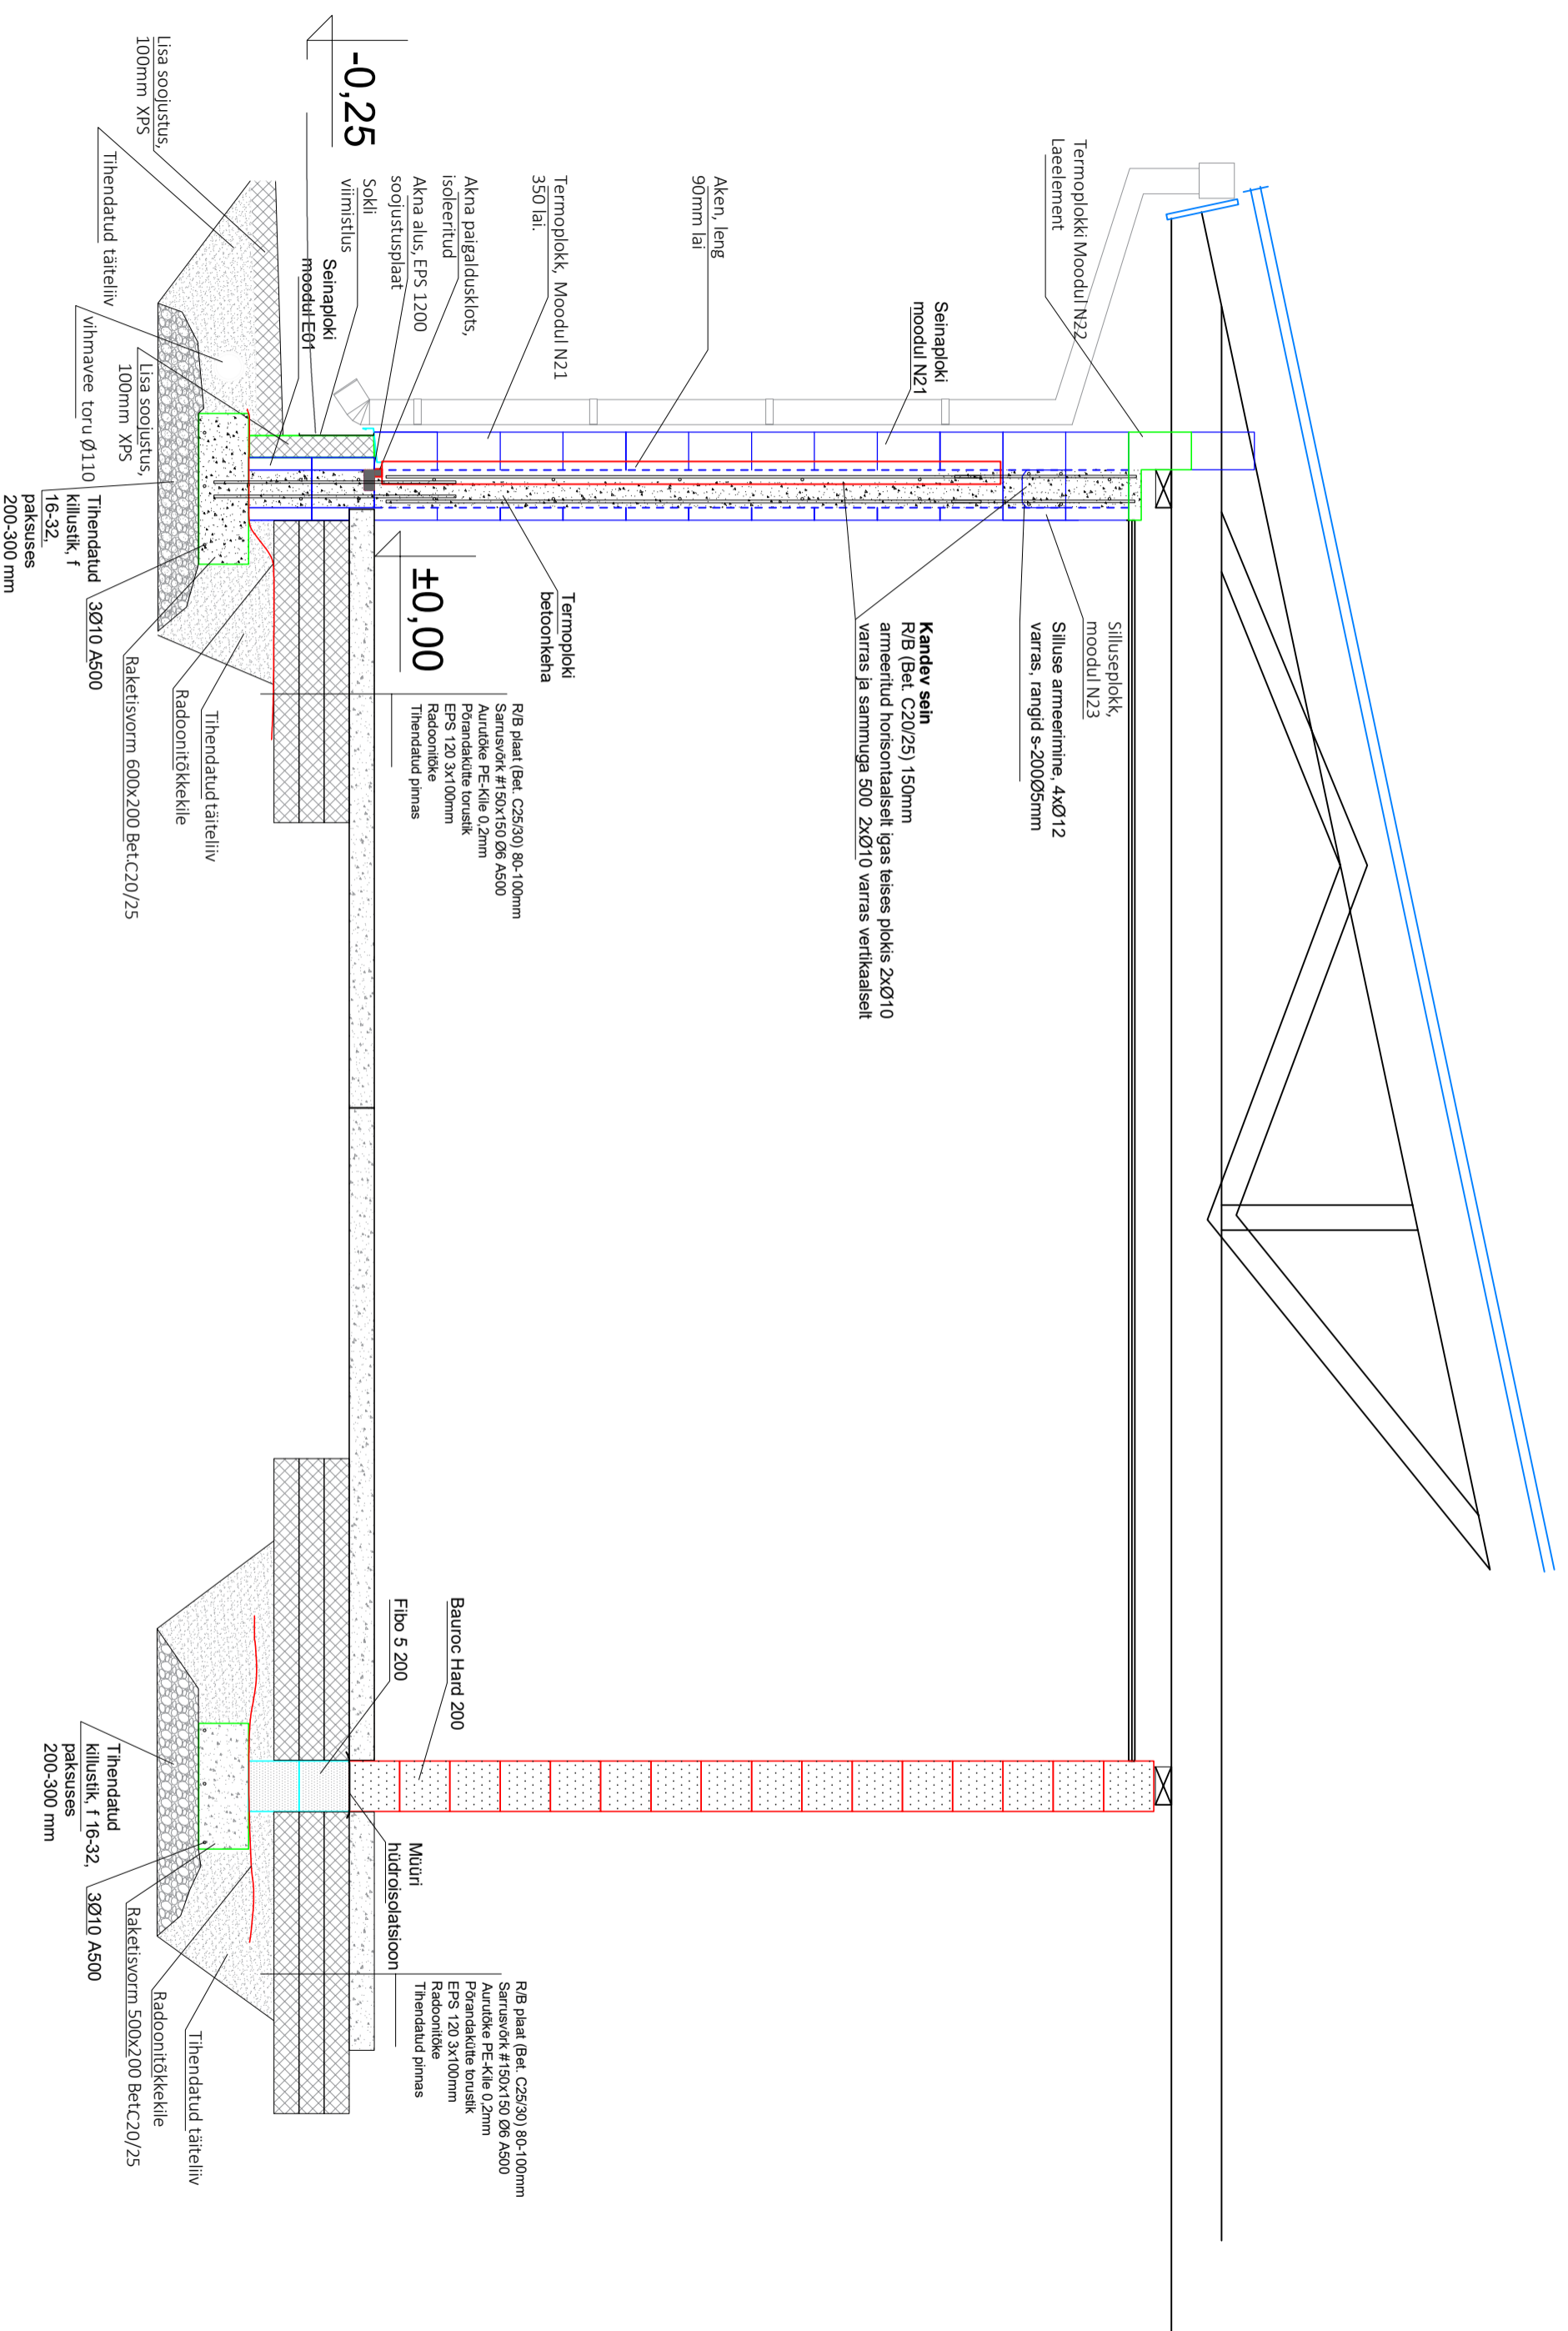 Termoplokki Moodul N22
Laeelement
Aken, leng
90mm lai
Termoplokk, Moodul N21
350 lai.
Akna paigaldusklots,
isoleeritud
Akna alus, EPS 1200
soojustusplaat
Sokli
viimistlus
-0,25
Seinaploki
moodul E01
Lisa soojustus,
100mm XPS
Tihendatud täiteliiv
vihmavee toru Ø110
Lisa soojustus,
100mm XPS
Tihendatud
killustik, f
16-32,
paksuses
200-300 mm
3Ø10 A500
Raketisvorm 600x200 Bet.C20/25
Radoonitõkkekile
Tihendatud täiteliiv
Seinaploki
moodul N21
Silluseplokk,
moodul N23
Silluse armeerimine, 4xØ12
varras, rangid s-200Ø5mm
Kandev sein
R/B (Bet. C20/25) 150mm
armeeritud horisontaalselt igas teises plokis 2xØ10
varras ja sammuga 500 2xØ10 varras vertikaalselt
Termoploki
betoonkeha
±0,00
R/B plaat (Bet. C25/30) 80-100mm
Sarrusvõrk #150x150 Ø6 A500
Aurutõke PE-Kile 0,2mm
Põrandakütte torustik
EPS 120 3x100mm
Radoonitõke
Tihendatud pinnas
Bauroc Hard 200
Fibo 5 200
Müüri
hüdroisolatsioon
R/B plaat (Bet. C25/30) 80-100mm
Sarrusvõrk #150x150 Ø6 A500
Aurutõke PE-Kile 0,2mm
Põrandakütte torustik
EPS 120 3x100mm
Radoonitõke
Tihendatud pinnas
Tihendatud
killustik, f 16-32,
paksuses
200-300 mm
3Ø10 A500
Raketisvorm 500x200 Bet.C20/25
Radoonitõkkekile
Tihendatud täiteliiv